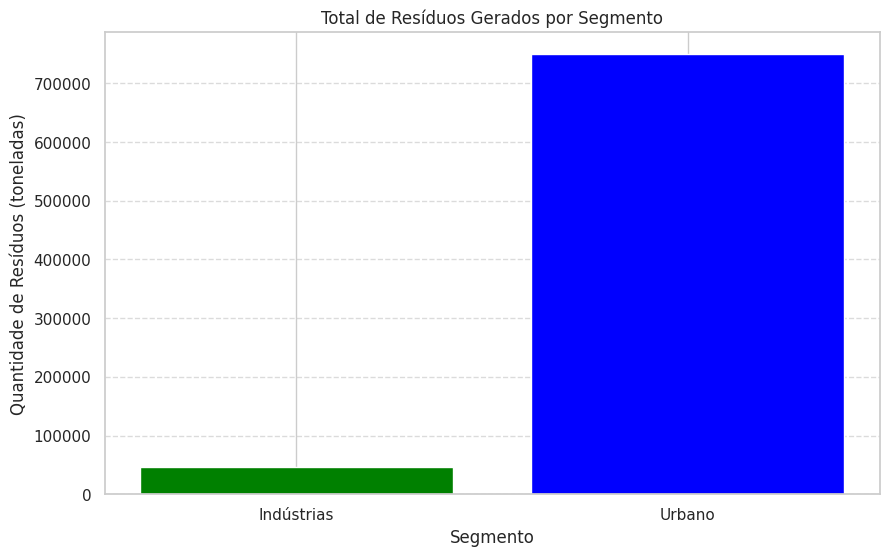 Total de Resíduos Gerados por Segmento
Quantidade de Resíduos (toneladas)
700000
600000
500000
400000
300000
200000
100000
0
Indústrias
Urbano
Segmento